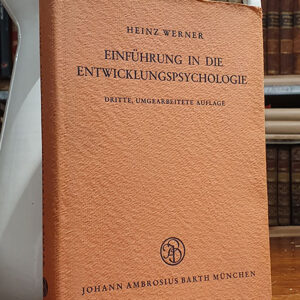 HEINZ WERNER
EINFÜHRUNG IN DIE
ENTWICKLUNGSPSYCHOLOGIE
DRITTE, UMGEARBEITETE AUFLAGE
JOHANN AMBROSIUS BARTH MÜNCHEN